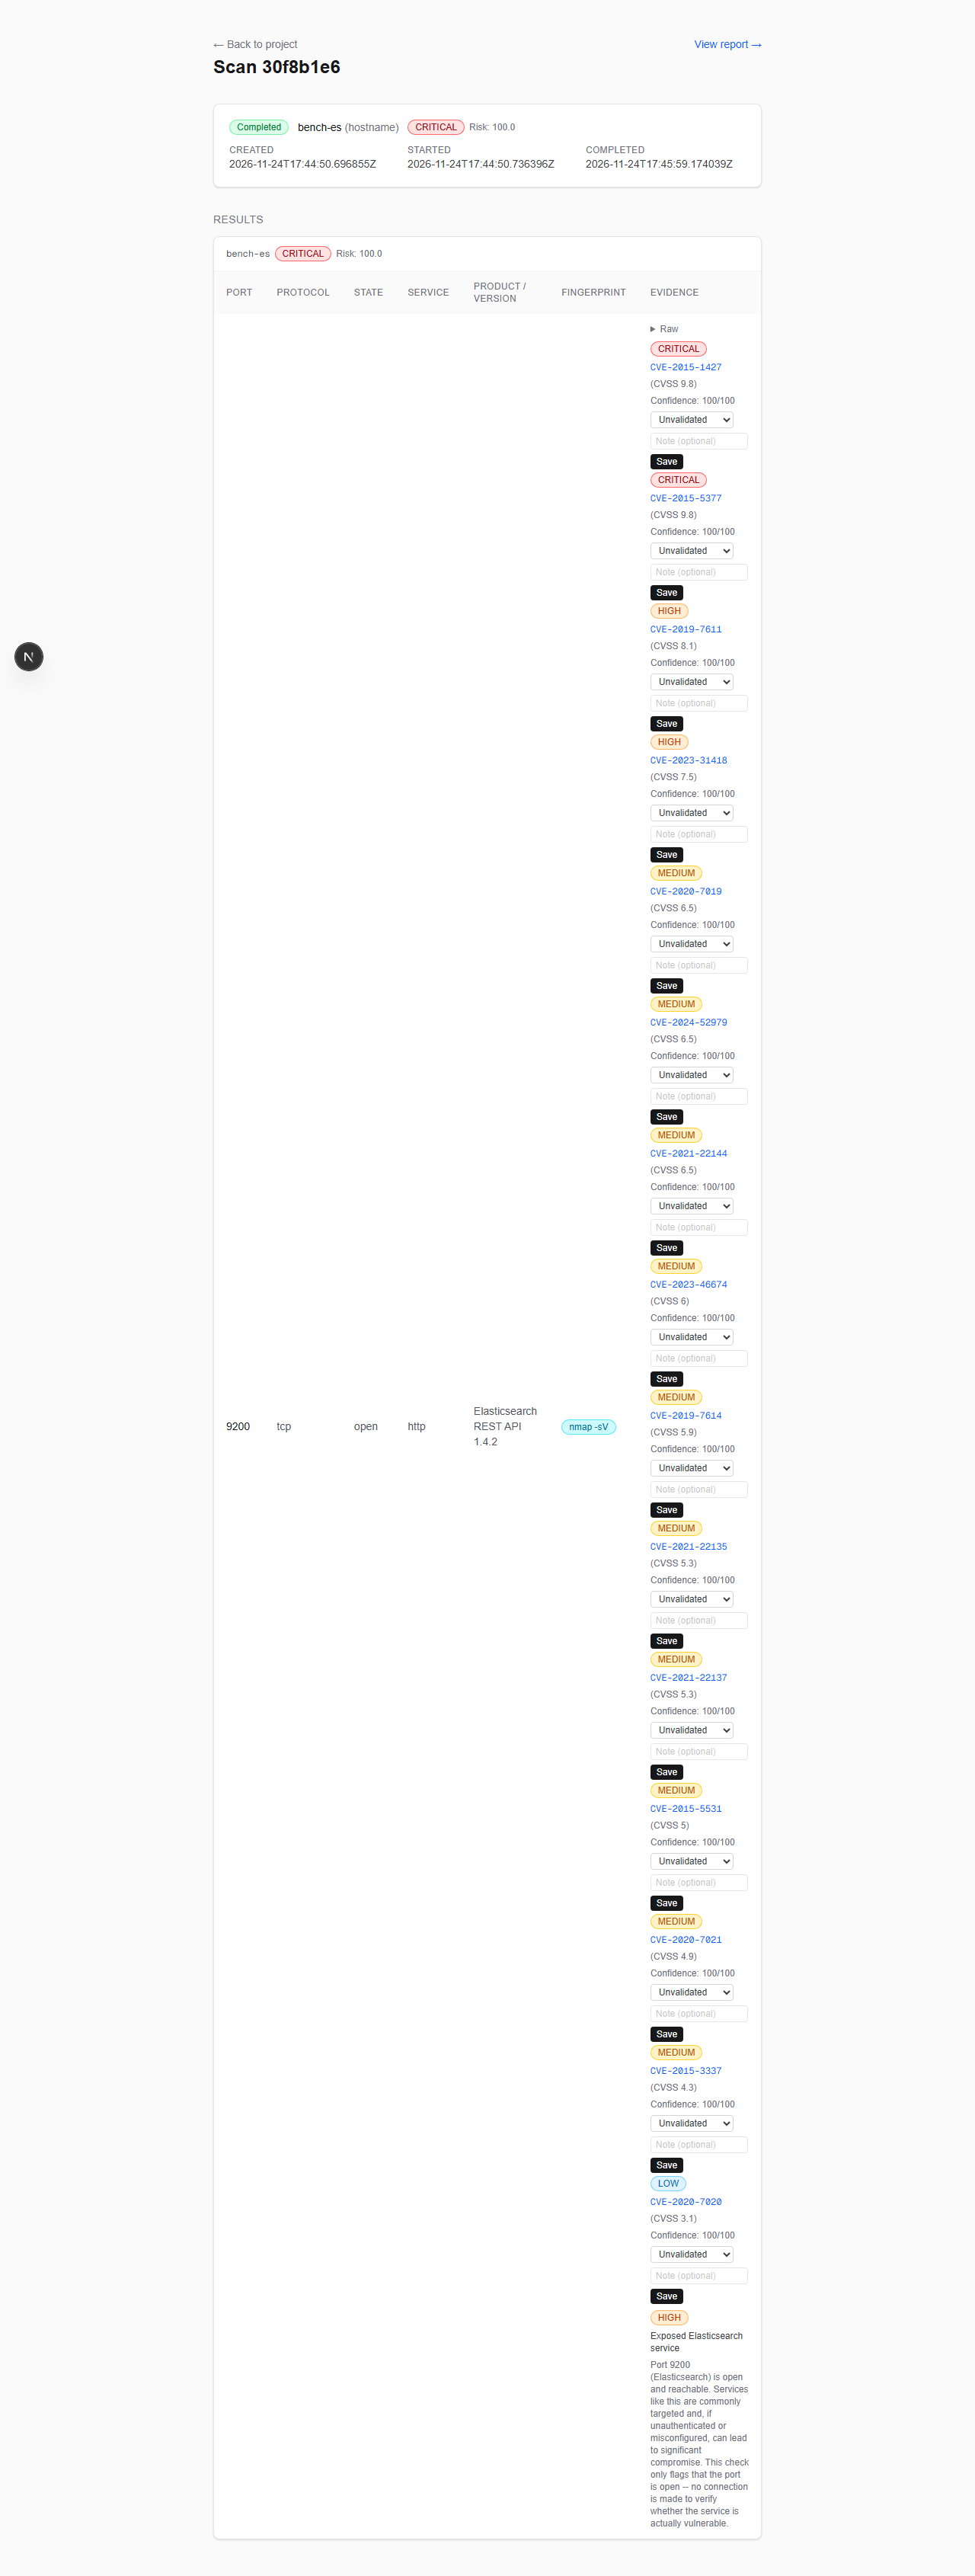 ← Back to project
View report →
Scan 30f8b1e6
Completed bench-es (hostname) CRITICAL Risk: 100.0
CREATED STARTED COMPLETED
2026-11-24T17:44:50.696855Z 2026-11-24T17:44:50.736396Z 2026-11-24T17:45:59.174039Z
RESULTS
bench-es CRITICAL Risk: 100.0
PORT PROTOCOL STATE SERVICE PRODUCT / VERSION FINGERPRINT EVIDENCE
9200 tcp open http
Elasticsearch
REST API
1.4.2
nmap -sV
▶ Raw
CRITICAL
CVE-2015-1427
(CVSS 9.8)
Confidence: 100/100
Unvalidated
Note (optional)
Save
CRITICAL
CVE-2015-5377
(CVSS 9.8)
Confidence: 100/100
Unvalidated
Note (optional)
Save
HIGH
CVE-2019-7611
(CVSS 8.1)
Confidence: 100/100
Unvalidated
Note (optional)
Save
HIGH
CVE-2023-31418
(CVSS 7.5)
Confidence: 100/100
Unvalidated
Note (optional)
Save
MEDIUM
CVE-2020-7019
(CVSS 6.5)
Confidence: 100/100
Unvalidated
Note (optional)
Save
MEDIUM
CVE-2024-52979
(CVSS 6.5)
Confidence: 100/100
Unvalidated
Note (optional)
Save
MEDIUM
CVE-2021-22144
(CVSS 6.5)
Confidence: 100/100
Unvalidated
Note (optional)
Save
MEDIUM
CVE-2023-46674
(CVSS 6)
Confidence: 100/100
Unvalidated
Note (optional)
Save
MEDIUM
CVE-2019-7614
(CVSS 5.9)
Confidence: 100/100
Unvalidated
Note (optional)
Save
MEDIUM
CVE-2021-22135
(CVSS 5.3)
Confidence: 100/100
Unvalidated
Note (optional)
Save
MEDIUM
CVE-2021-22137
(CVSS 5.3)
Confidence: 100/100
Unvalidated
Note (optional)
Save
MEDIUM
CVE-2015-5531
(CVSS 5)
Confidence: 100/100
Unvalidated
Note (optional)
Save
MEDIUM
CVE-2020-7021
(CVSS 4.9)
Confidence: 100/100
Unvalidated
Note (optional)
Save
MEDIUM
CVE-2015-3337
(CVSS 4.3)
Confidence: 100/100
Unvalidated
Note (optional)
Save
LOW
CVE-2020-7020
(CVSS 3.1)
Confidence: 100/100
Unvalidated
Note (optional)
Save
HIGH
Exposed Elasticsearch
service
Port 9200
(Elasticsearch) is open
and reachable. Services
like this are commonly
targeted and, if
unauthenticated or
misconfigured, can lead
to significant
compromise. This check
only flags that the port
is open -- no connection
is made to verify
whether the service is
actually vulnerable.
N